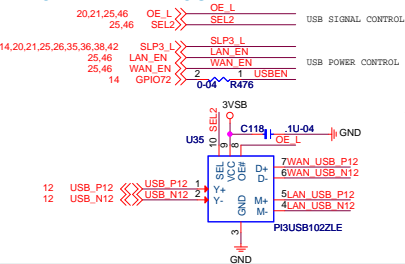 20,21,25,46 OE_L OE_L
25,46 SEL2 SEL2
USB SIGNAL CONTROL
14,20,21,25,26,35,36,38,42 SLP3_L
25,46 LAN_EN LAN_EN
25,46 WAN_EN WAN_EN
USB POWER CONTROL
14 GPIO72 2 1 USBEN
0-04 R476
3VSB
SEL2
C118 .1U-04
GND
U35
OE_L
10 9 8
SEL VCC OE#
12 USB_P12 USB_P12 1 Y+
12 USB_N12 USB_N12 2 Y-
D+ 7 WAN_USB_P12
D- 6 WAN_USB_N12
M+ 5 LAN_USB_P12
M- 4 LAN_USB_N12
GND
3
PI3USB102ZLE
GND